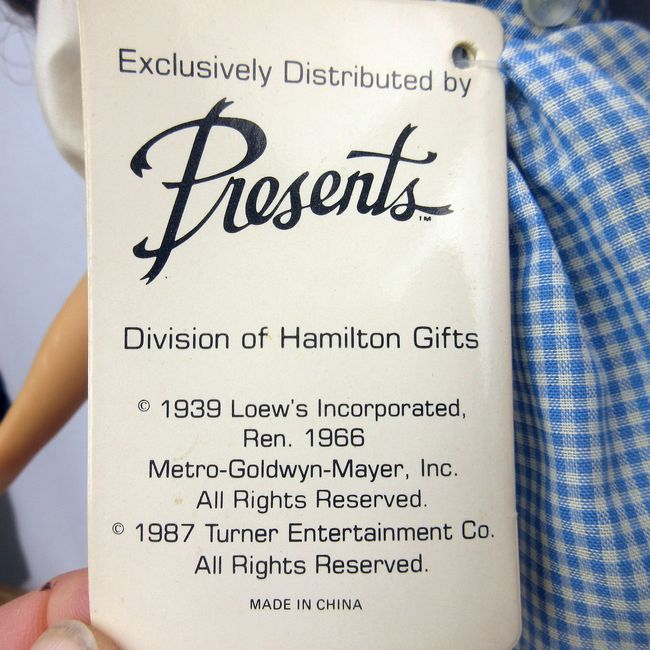 Exclusively Distributed by
Presents™
Division of Hamilton Gifts
© 1939 Loew's Incorporated,
Ren. 1966
Metro-Goldwyn-Mayer, Inc.
All Rights Reserved.
© 1987 Turner Entertainment Co.
All Rights Reserved.
MADE IN CHINA